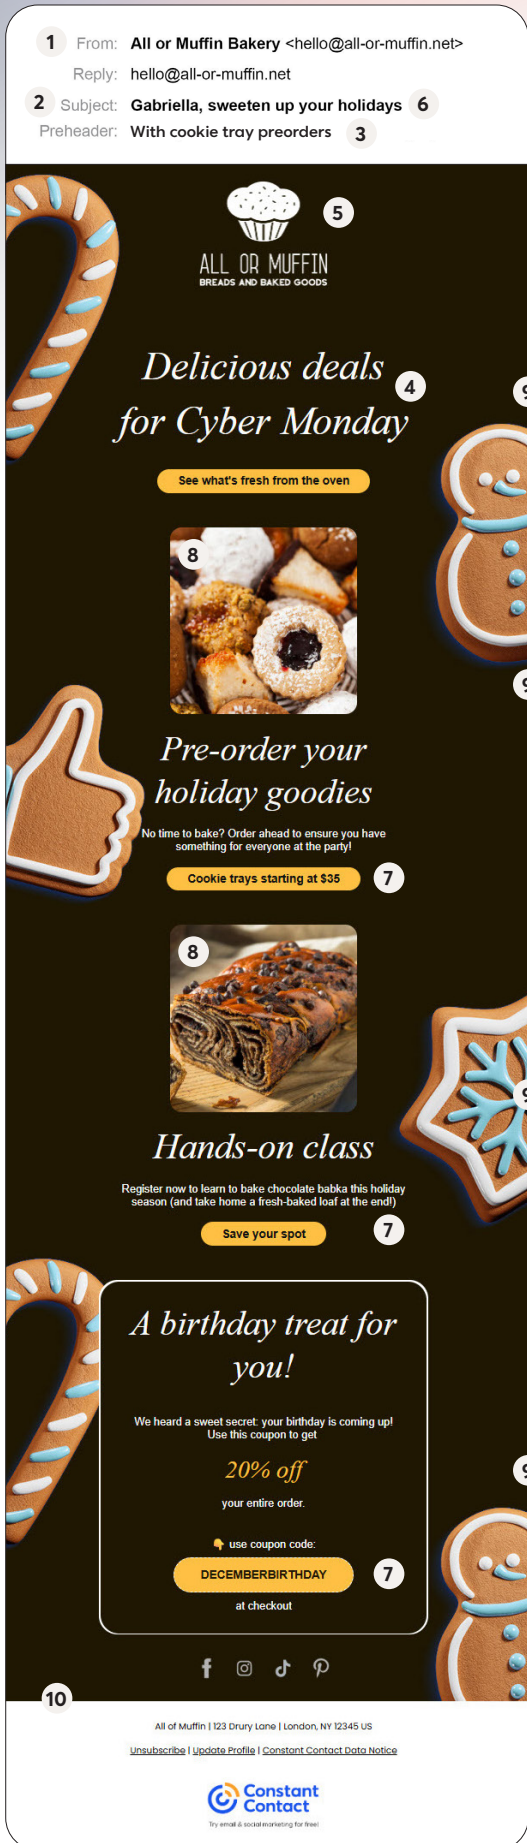 1 From: All or Muffin Bakery <hello@all-or-muffin.net>
Reply: hello@all-or-muffin.net
2 Subject: Gabriella, sweeten up your holidays 6
Preheader: With cookie tray preorders 3
5
ALL OR MUFFIN
BREADS AND BAKED GOODS
Delicious deals
4
9
for Cyber Monday
See what's fresh from the oven
8
9
Pre-order your
holiday goodies
No time to bake? Order ahead to ensure you have
something for everyone at the party!
Cookie trays starting at $35 7
8
9
Hands-on class
Register now to learn to bake chocolate babka this holiday
season (and take home a fresh-baked loaf at the end!)
Save your spot 7
A birthday treat for
you!
We heard a sweet secret: your birthday is coming up!
Use this coupon to get
20% off
9
your entire order.
👇 use coupon code:
DECEMBERBIRTHDAY 7
at checkout
10
All of Muffin | 123 Drury Lane | London, NY 12345 US
Unsubscribe | Update Profile | Constant Contact Data Notice
Constant
Contact
Try email & social marketing for free!